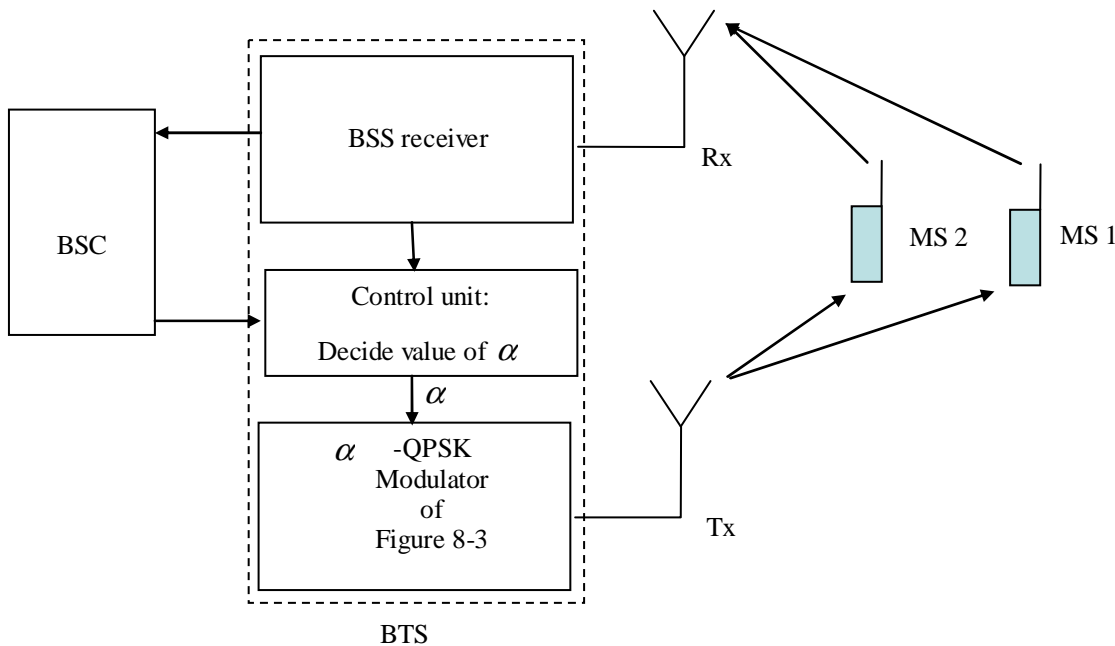 BSS receiver
Rx
BSC
MS 2
MS 1
Control unit:
Decide value of α
α
α -QPSK
Modulator
of
Figure 8-3
Tx
BTS